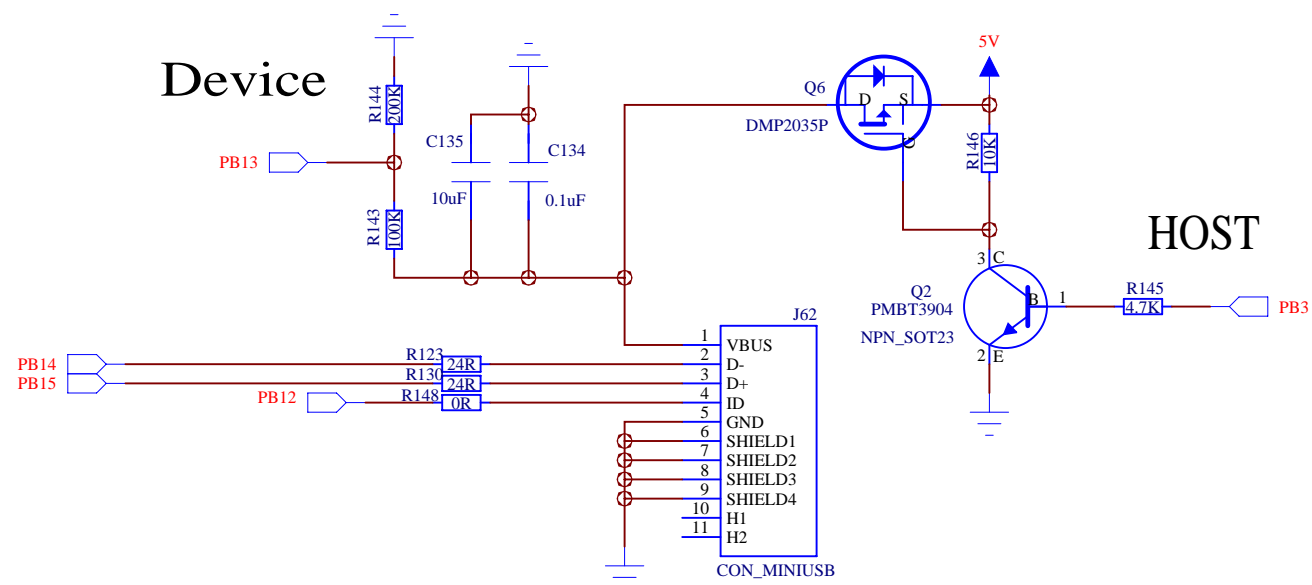 5V
Device
Q6
D
S
G
DMP2035P
R144
200K
R146
10K
C135
C134
PB13
10uF
0.1uF
R143
100K
HOST
3
C
Q2
PMBT3904
NPN_SOT23
B
1
R145
4.7K
PB3
2
E
J62
1
VBUS
PB14
R123
24R
2
D-
PB15
R130
24R
3
D+
PB12
R148
0R
4
ID
5
GND
6
SHIELD1
7
SHIELD2
8
SHIELD3
9
SHIELD4
10
H1
11
H2
CON_MINIUSB